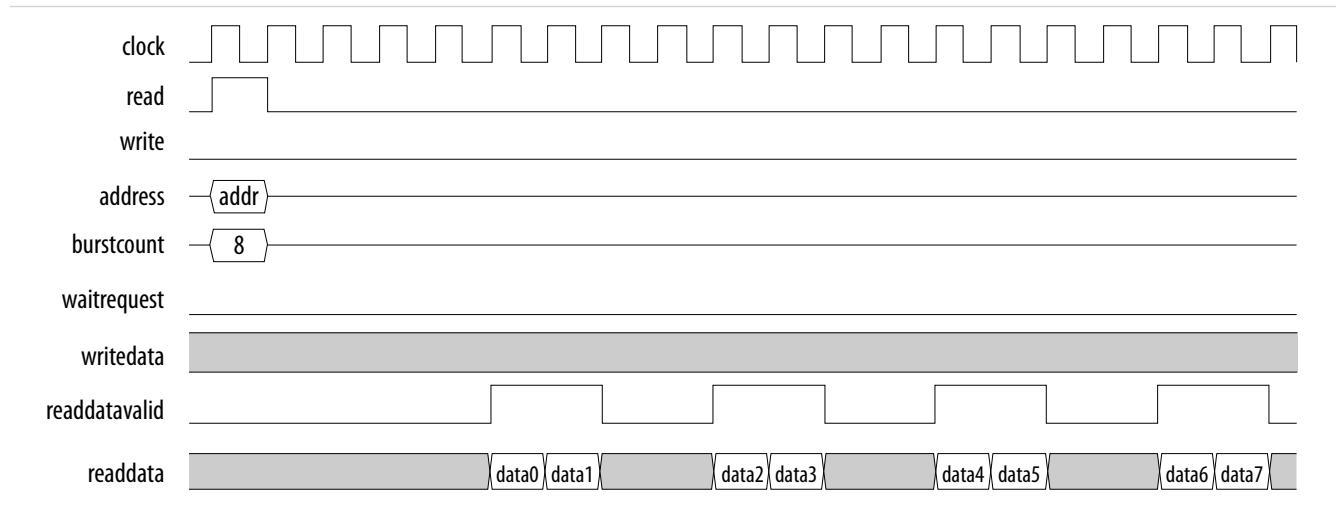 clock
read
write
address addr
burstcount 8
waitrequest
writedata
readdatavalid
readdata data0 data1 data2 data3 data4 data5 data6 data7